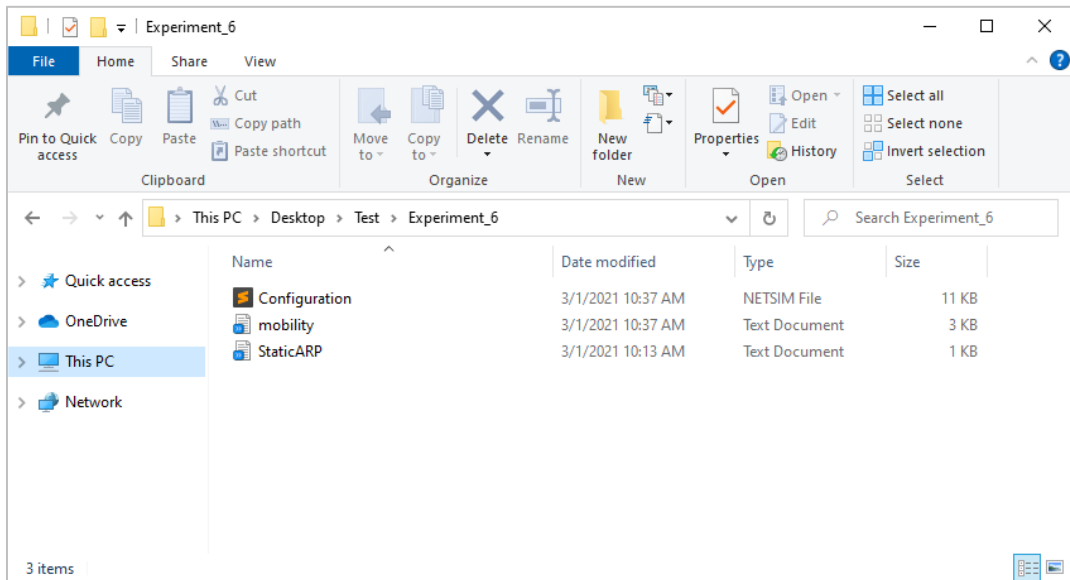 Experiment_6
File Home Share View
Pin to Quick access
Copy
Paste
Cut
Copy path
Paste shortcut
Clipboard
Move to
Copy to
Delete
Rename
Organize
New folder
New
Properties
Open
Edit
History
Open
Select all
Select none
Invert selection
Select
This PC > Desktop > Test > Experiment_6
Search Experiment_6
Quick access
OneDrive
This PC
Network
Name Date modified Type Size
Configuration 3/1/2021 10:37 AM NETSIM File 11 KB
mobility 3/1/2021 10:37 AM Text Document 3 KB
StaticARP 3/1/2021 10:13 AM Text Document 1 KB
3 items